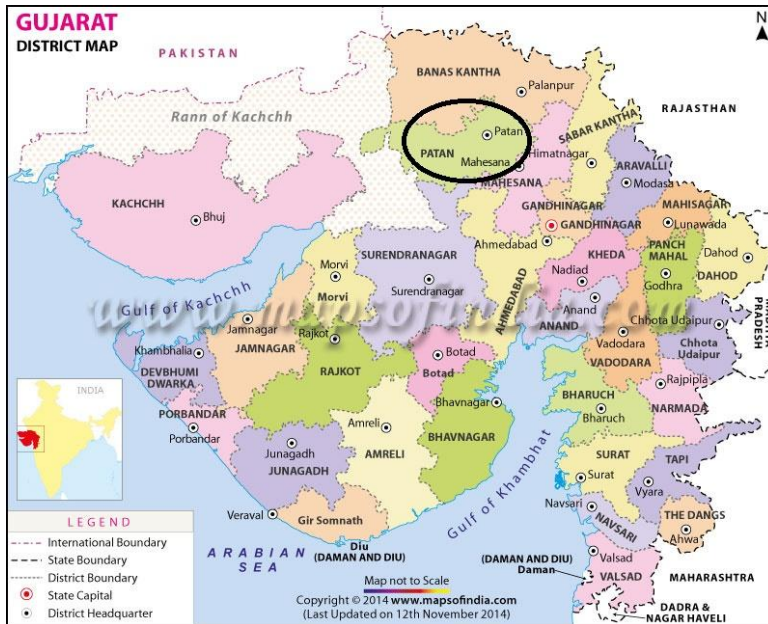 GUJARAT
DISTRICT MAP
N
PAKISTAN
RAJASTHAN
Rann of Kachchh
BANAS KANTHA
Palanpur
Patan
PATAN
SABAR KANTHA
Mahesana
MAHESANA
Himatnagar
ARAVALLI
Modasa
KACHCHH
Bhuj
GANDHINAGAR
GANDHINAGAR
MAHISAGAR
Lunawada
Ahmedabad
AHMEDABAD
SURENDRANAGAR
Surendranagar
KHEDA
Nadiad
PANCH
MAHAL
Godhra
Dahod
DAHOD
Morvi
Morvi
Gulf of Kachchh
www.mapsofindia.com
Anand
ANAND
Chhota Udaipur
Chhota
Udaipur
PRADESH
Vadodara
VADODARA
Jamnagar
JAMNAGAR
Rajkot
RAJKOT
Khambhalia
DEVBHUMI
DWARKA
Botad
Botad
Rajpipla
NARMADA
BHARUCH
Bharuch
PORBANDAR
Porbandar
Bhavnagar
BHAVNAGAR
Amreli
AMRELI
Junagadh
JUNAGADH
Gulf of Khambhat
SURAT
Surat
TAPI
Vyara
INDIA
Veraval
Gir Somnath
Navsari
NAVSARI
THE DANGS
Ahwa
ARABIAN
SEA
Diu
(DAMAN AND DIU)
(DAMAN AND DIU)
Daman
Valsad
VALSAD
MAHARASHTRA
DADRA &
NAGAR HAVELI
LEGEND
International Boundary
State Boundary
District Boundary
State Capital
District Headquarter
Map not to Scale
Copyright © 2014 www.mapsofindia.com
(Last Updated on 12th November 2014)